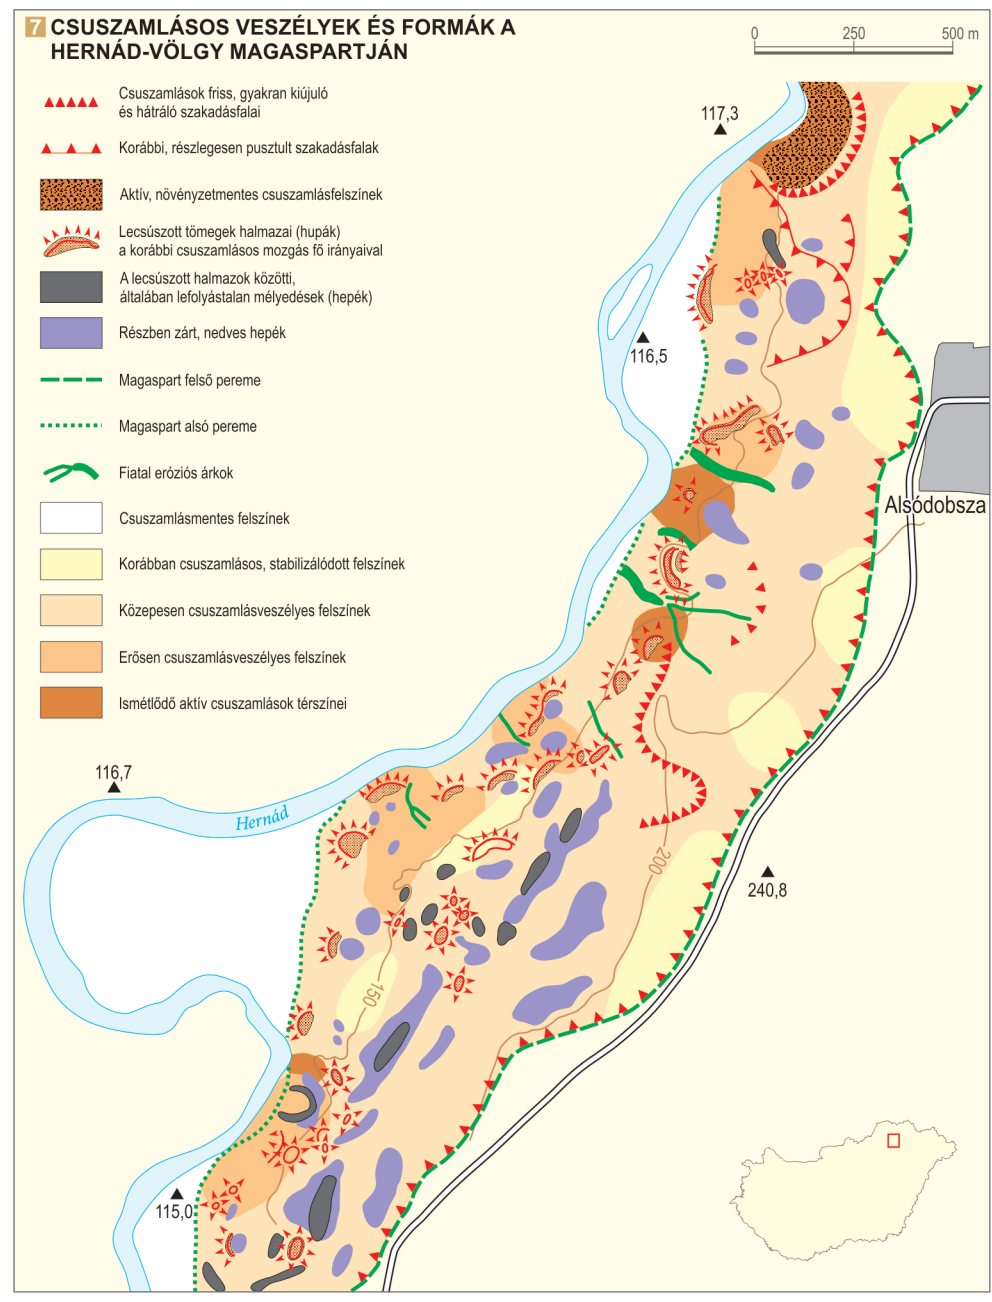 7 CSUSZAMLÁSOS VESZÉLYEK ÉS FORMÁK A
HERNÁD-VÖLGY MAGASPARTJÁN
0 250 500 m
Csuszamlások friss, gyakran kiújuló
és hátráló szakadásfalai
Korábbi, részlegesen pusztult szakadásfalak
Aktív, növényzetmentes csuszamlásfelszínek
Lecsúszott tömegek halmazai (hupák)
a korábbi csuszamlásos mozgás fő irányaival
A lecsúszott halmazok közötti,
általában lefolyástalan mélyedések (hepék)
Részben zárt, nedves hepék
Magaspart felső pereme
Magaspart alsó pereme
Fiatal eróziós árkok
Csuszamlásmentes felszínek
Korábban csuszamlásos, stabilizálódott felszínek
Közepesen csuszamlásveszélyes felszínek
Erősen csuszamlásveszélyes felszínek
Ismétlődő aktív csuszamlások térszínei
117,3
116,5
Alsódobsza
116,7
Hernád
200
240,8
150
115,0